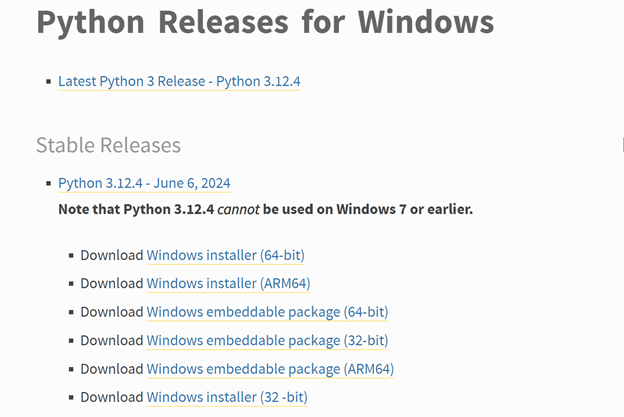 Python Releases for Windows
Latest Python 3 Release - Python 3.12.4
Stable Releases
Python 3.12.4 - June 6, 2024
Note that Python 3.12.4 cannot be used on Windows 7 or earlier.
Download Windows installer (64-bit)
Download Windows installer (ARM64)
Download Windows embeddable package (64-bit)
Download Windows embeddable package (32-bit)
Download Windows embeddable package (ARM64)
Download Windows installer (32 -bit)